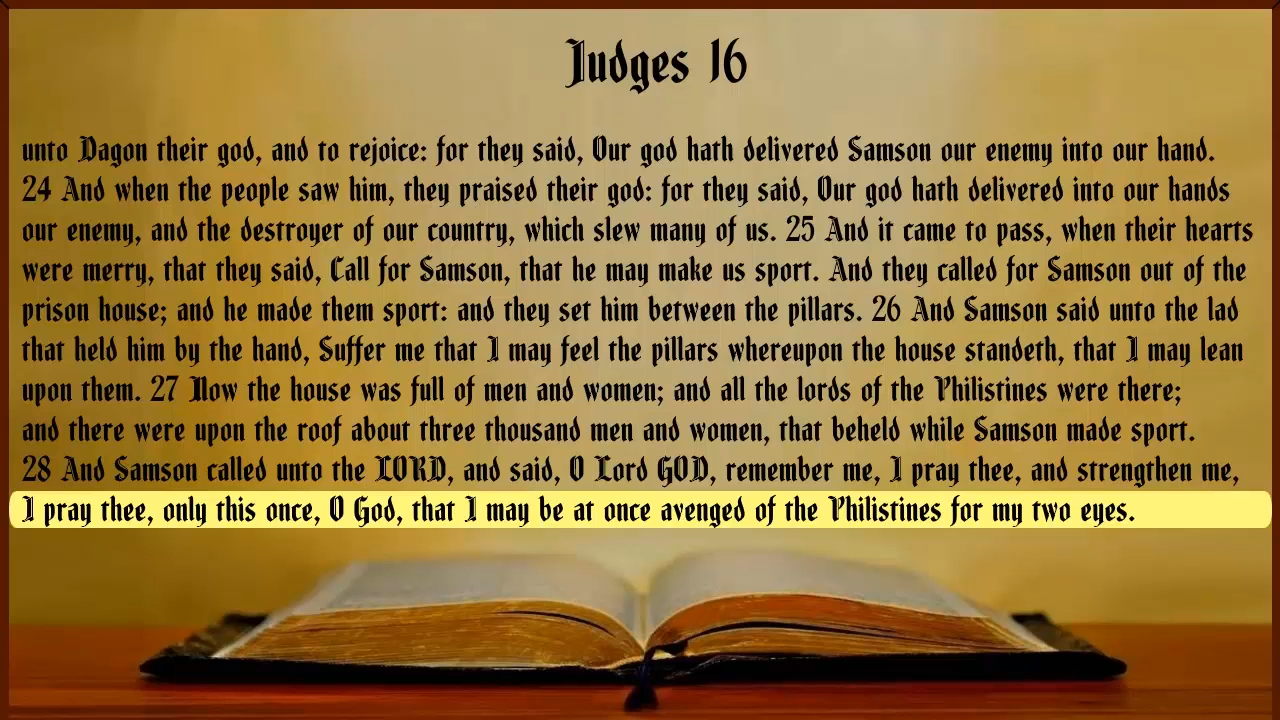 Judges 16
unto Dagon their god, and to rejoice: for they said, Our god hath delivered Samson our enemy into our hand.
24 And when the people saw him, they praised their god: for they said, Our god hath delivered into our hands
our enemy, and the destroyer of our country, which slew many of us. 25 And it came to pass, when their hearts
were merry, that they said, Call for Samson, that he may make us sport. And they called for Samson out of the
prison house; and he made them sport: and they set him between the pillars. 26 And Samson said unto the lad
that held him by the hand, Suffer me that I may feel the pillars whereupon the house standeth, that I may lean
upon them. 27 Now the house was full of men and women; and all the lords of the Philistines were there;
and there were upon the roof about three thousand men and women, that beheld while Samson made sport.
28 And Samson called unto the LORD, and said, O Lord GOD, remember me, I pray thee, and strengthen me,
I pray thee, only this once, O God, that I may be at once avenged of the Philistines for my two eyes.